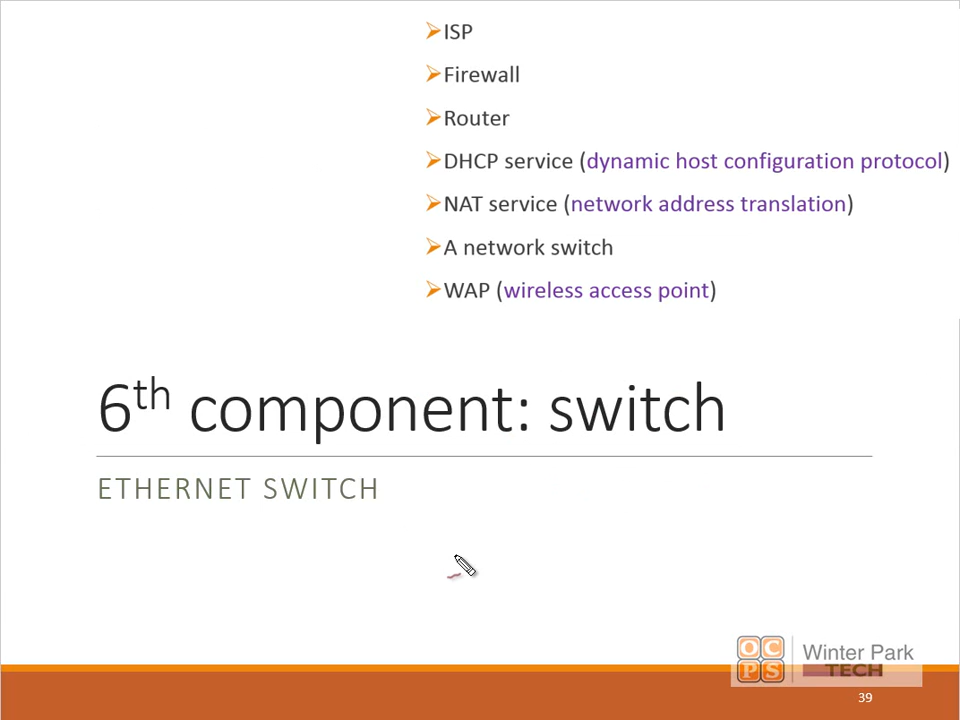 ISP
Firewall
Router
DHCP service (dynamic host configuration protocol)
NAT service (network address translation)
A network switch
WAP (wireless access point)
6th component: switch
ETHERNET SWITCH
OC
PS
Winter Park
TECH
39